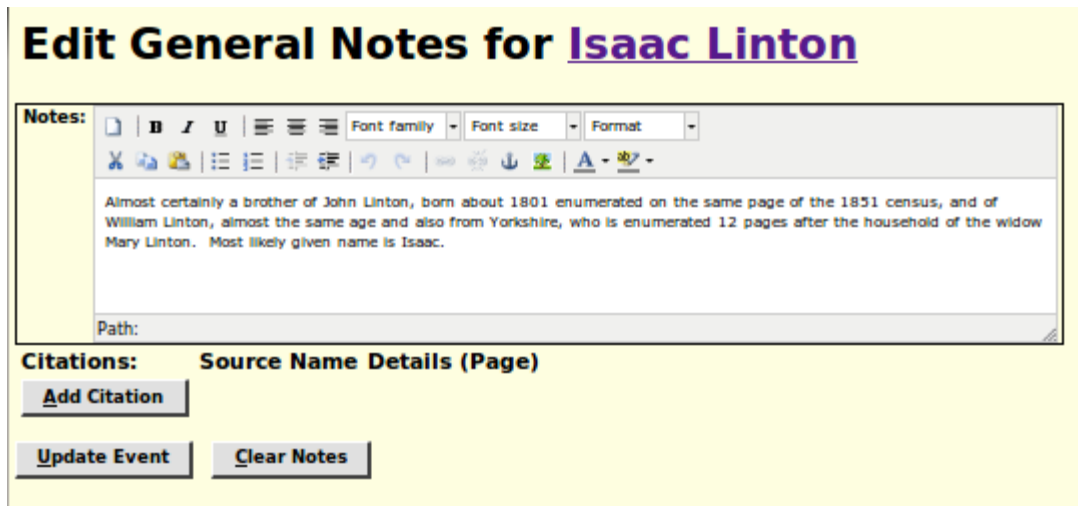 Edit General Notes for Isaac Linton
Notes:
B I U Font family Font size Format
A ab
Almost certainly a brother of John Linton, born about 1801 enumerated on the same page of the 1851 census, and of
William Linton, almost the same age and also from Yorkshire, who is enumerated 12 pages after the household of the widow
Mary Linton.  Most likely given name is Isaac.
Path:
Citations: Source Name Details (Page)
Add Citation
Update Event Clear Notes